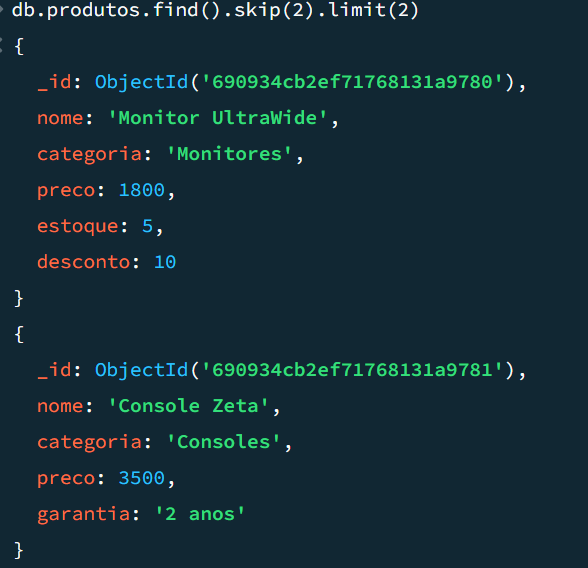 db.produtos.find().skip(2).limit(2)
{
_id: ObjectId('690934cb2ef71768131a9780'),
nome: 'Monitor UltraWide',
categoria: 'Monitores',
preco: 1800,
estoque: 5,
desconto: 10
}
{
_id: ObjectId('690934cb2ef71768131a9781'),
nome: 'Console Zeta',
categoria: 'Consoles',
preco: 3500,
garantia: '2 anos'
}